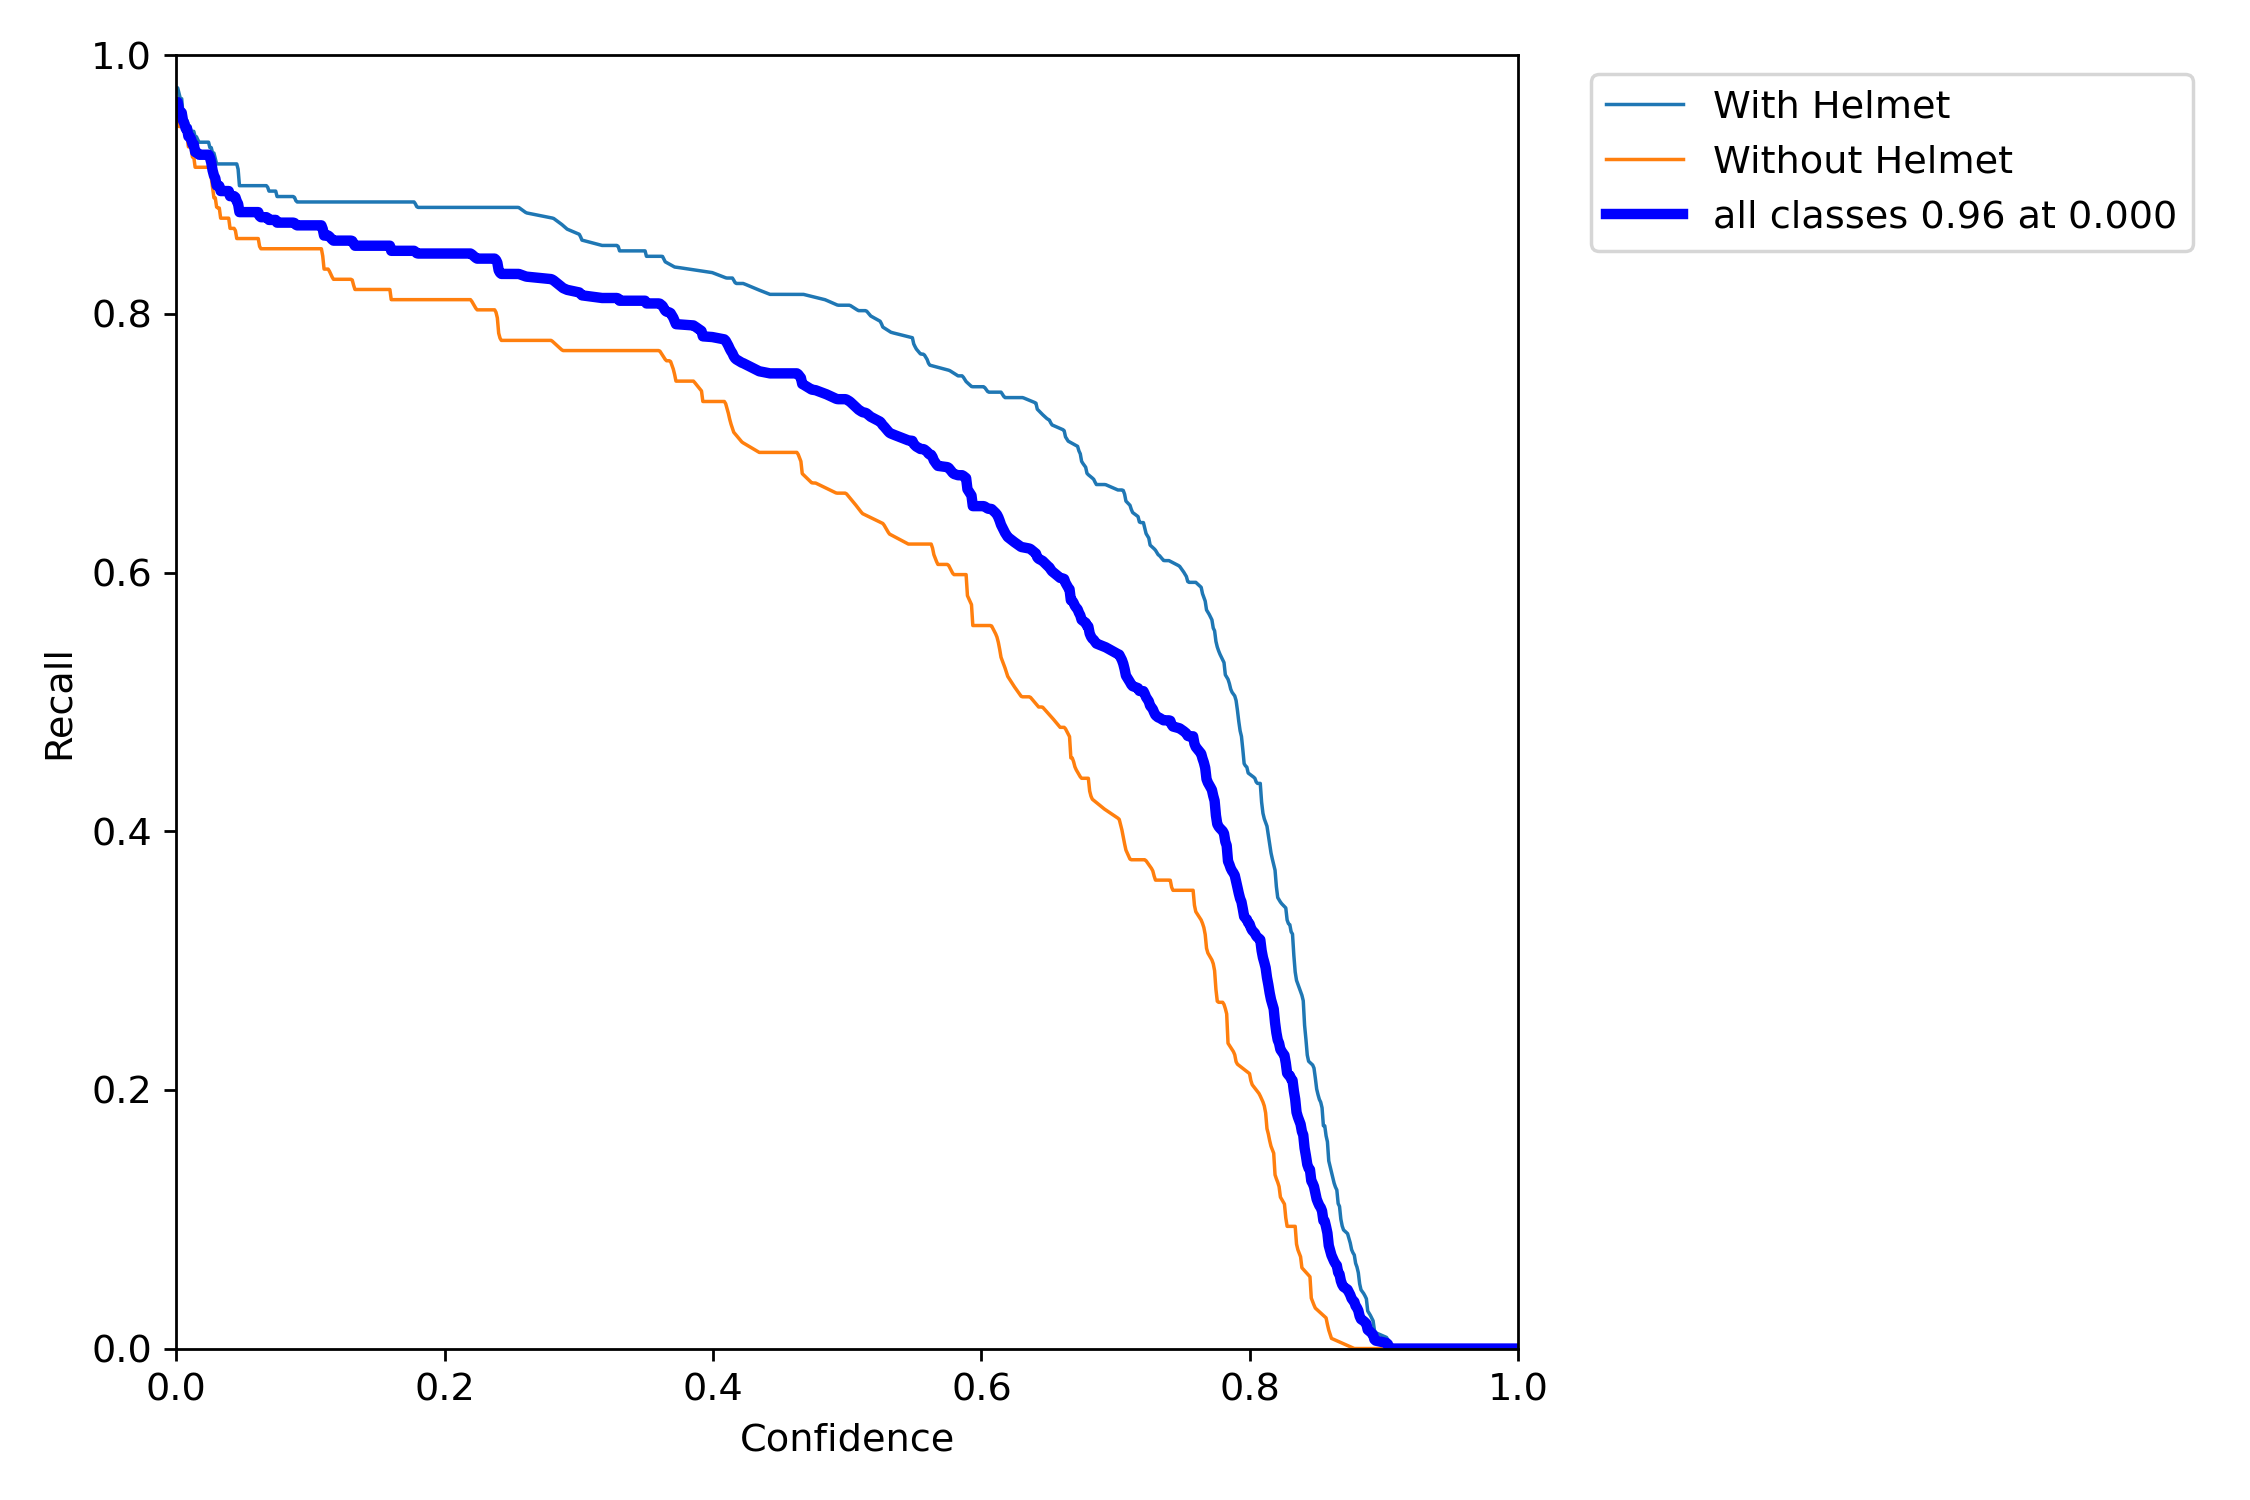 With Helmet
Without Helmet
all classes 0.96 at 0.000
1.0
0.8
0.6
0.4
0.2
0.0
Recall
0.0 0.2 0.4 0.6 0.8 1.0
Confidence